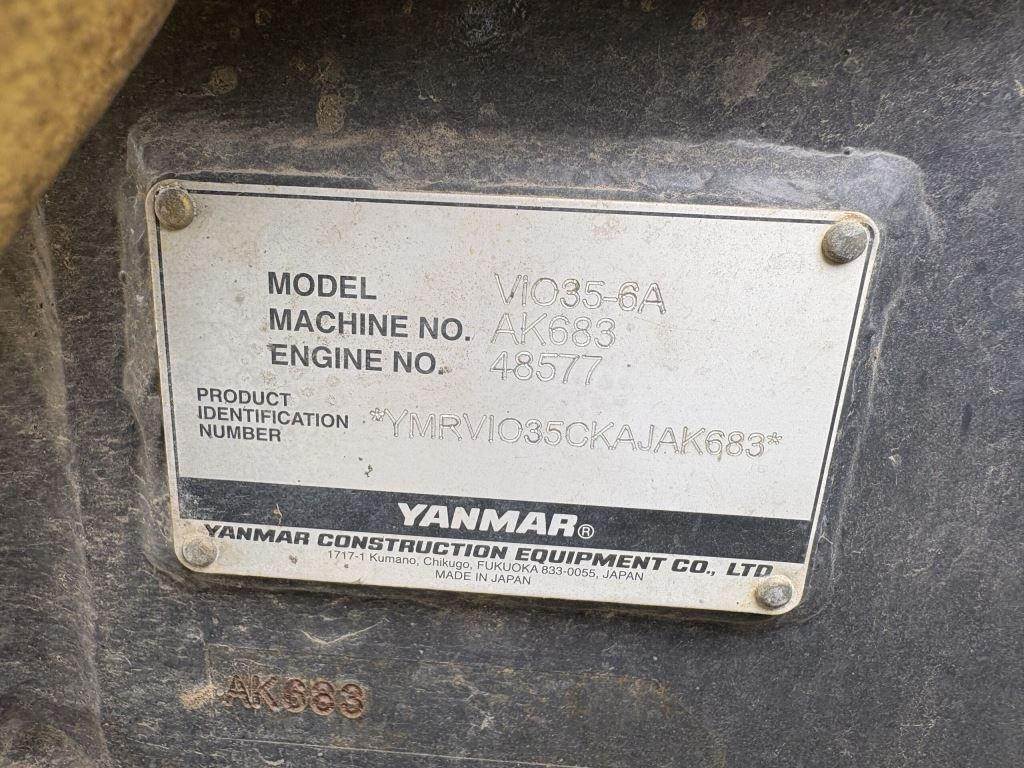 MODEL ViO35-6A
MACHINE NO. AK683
ENGINE NO. 48577
PRODUCT
IDENTIFICATION
NUMBER
*YMRVIO35CKAJAK683*
YANMAR®
YANMAR CONSTRUCTION EQUIPMENT CO., LTD
1717-1 Kumano, Chikugo, FUKUOKA 833-0055, JAPAN
MADE IN JAPAN
AK683